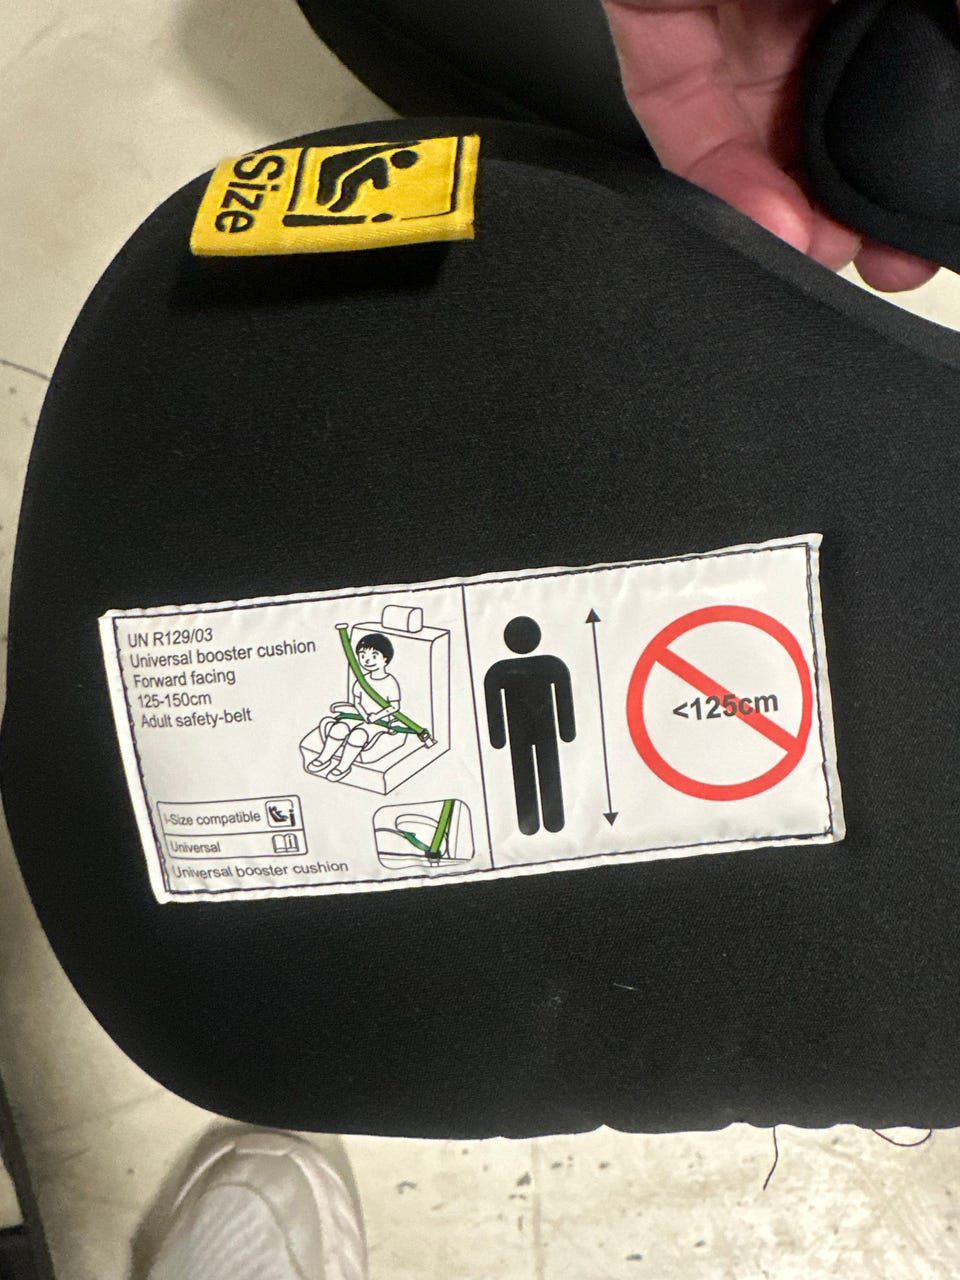 Size
UN R129/03
Universal booster cushion
Forward facing
125-150cm
Adult safety-belt
i-Size compatible
Universal
Universal booster cushion
<125cm